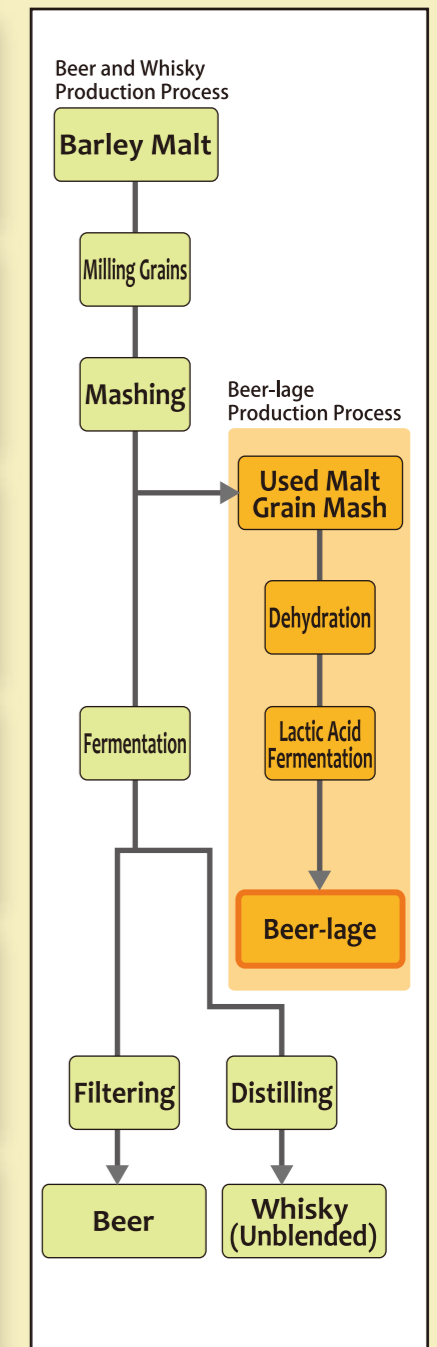 Beer and Whisky
Production Process
Barley Malt
Milling Grains
Mashing
Beer-lage
Production Process
Used Malt
Grain Mash
Dehydration
Fermentation
Lactic Acid
Fermentation
Beer-lage
Filtering
Distilling
Beer
Whisky
(Unblended)